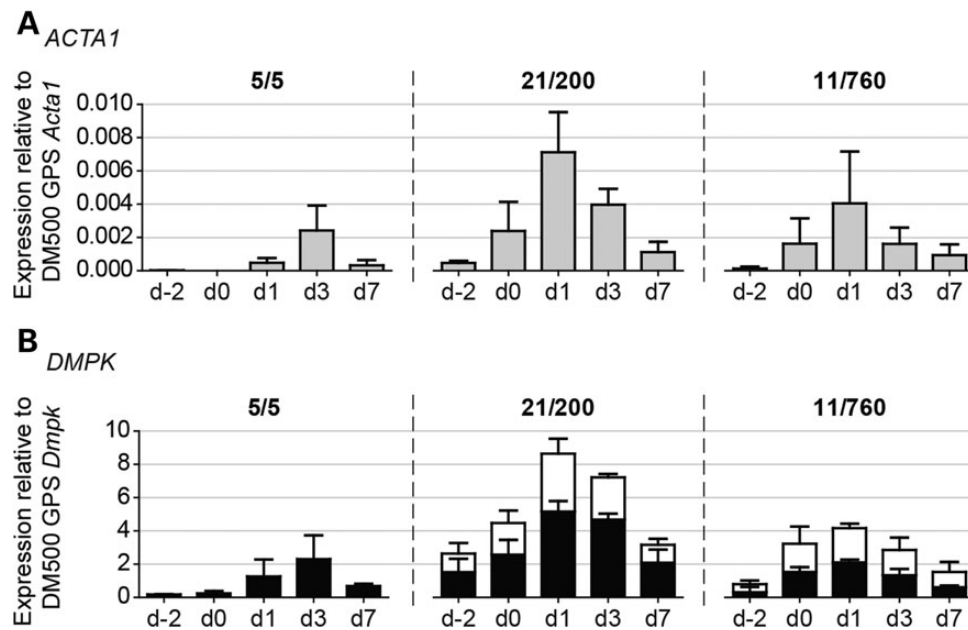 A ACTA1
5/5 21/200 11/760
Expression relative to
DM500 GPS Acta1
0.010
0.008
0.006
0.004
0.002
0.000
d-2 d0 d1 d3 d7 d-2 d0 d1 d3 d7 d-2 d0 d1 d3 d7
B DMPK
5/5 21/200 11/760
Expression relative to
DM500 GPS Dmpk
10
8
6
4
2
0
d-2 d0 d1 d3 d7 d-2 d0 d1 d3 d7 d-2 d0 d1 d3 d7